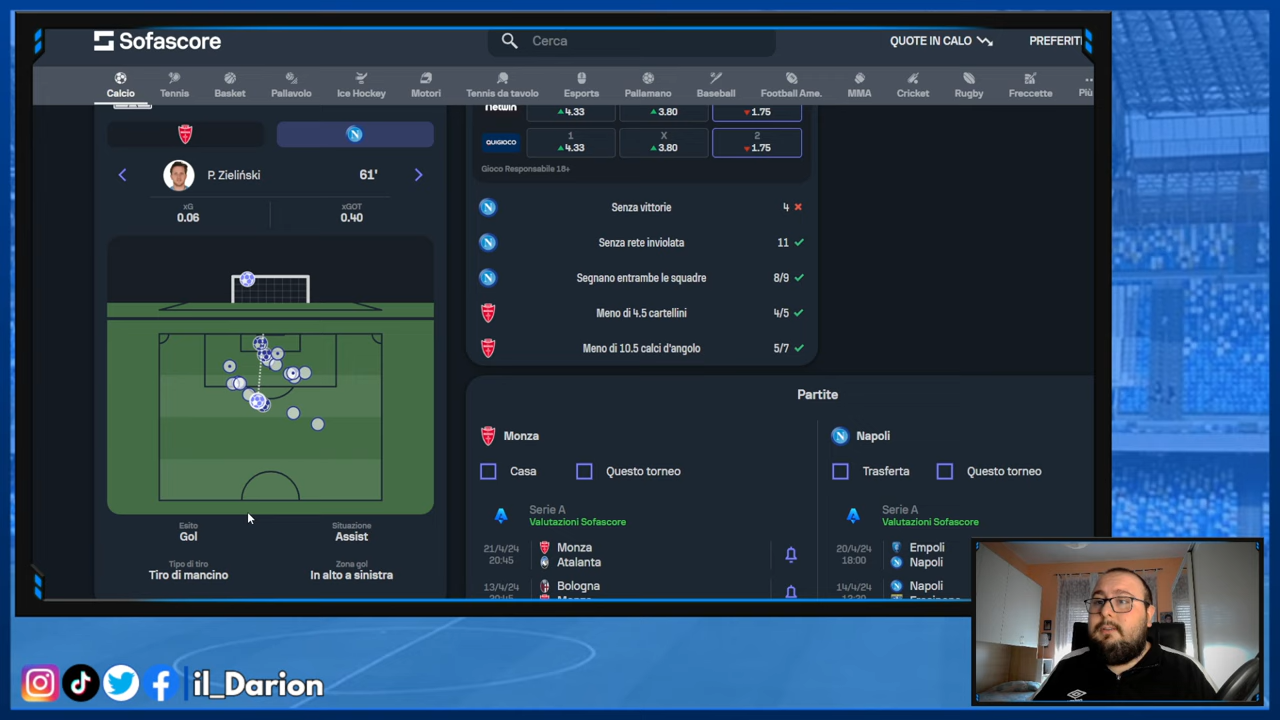 Sofascore
Cerca
QUOTE IN CALO
PREFERITI
Calcio
Tennis
Basket
Pallavolo
Ice Hockey
Motori
Tennis da tavolo
Esports
Pallamano
Baseball
Football Ame.
MMA
Cricket
Rugby
Freccette
Più
P. Zieliński
61'
xG
0.06
xGOT
0.40
Esito
Gol
Situazione
Assist
Tipo di tiro
Tiro di mancino
Zona gol
In alto a sinistra
4.33
3.80
1.75
QUIGIOCO
1
4.33
X
3.80
2
1.75
Gioco Responsabile 18+
Senza vittorie
4
Senza rete inviolata
11
Segnano entrambe le squadre
8/9
Meno di 4.5 cartellini
4/5
Meno di 10.5 calci d'angolo
5/7
Partite
Monza
Casa
Questo torneo
Serie A
Valutazioni Sofascore
21/4/24
20:45
Monza
Atalanta
13/4/24
Bologna
Napoli
Trasferta
Questo torneo
Serie A
Valutazioni Sofascore
20/4/24
18:00
Empoli
Napoli
14/4/24
Napoli
il_Darion